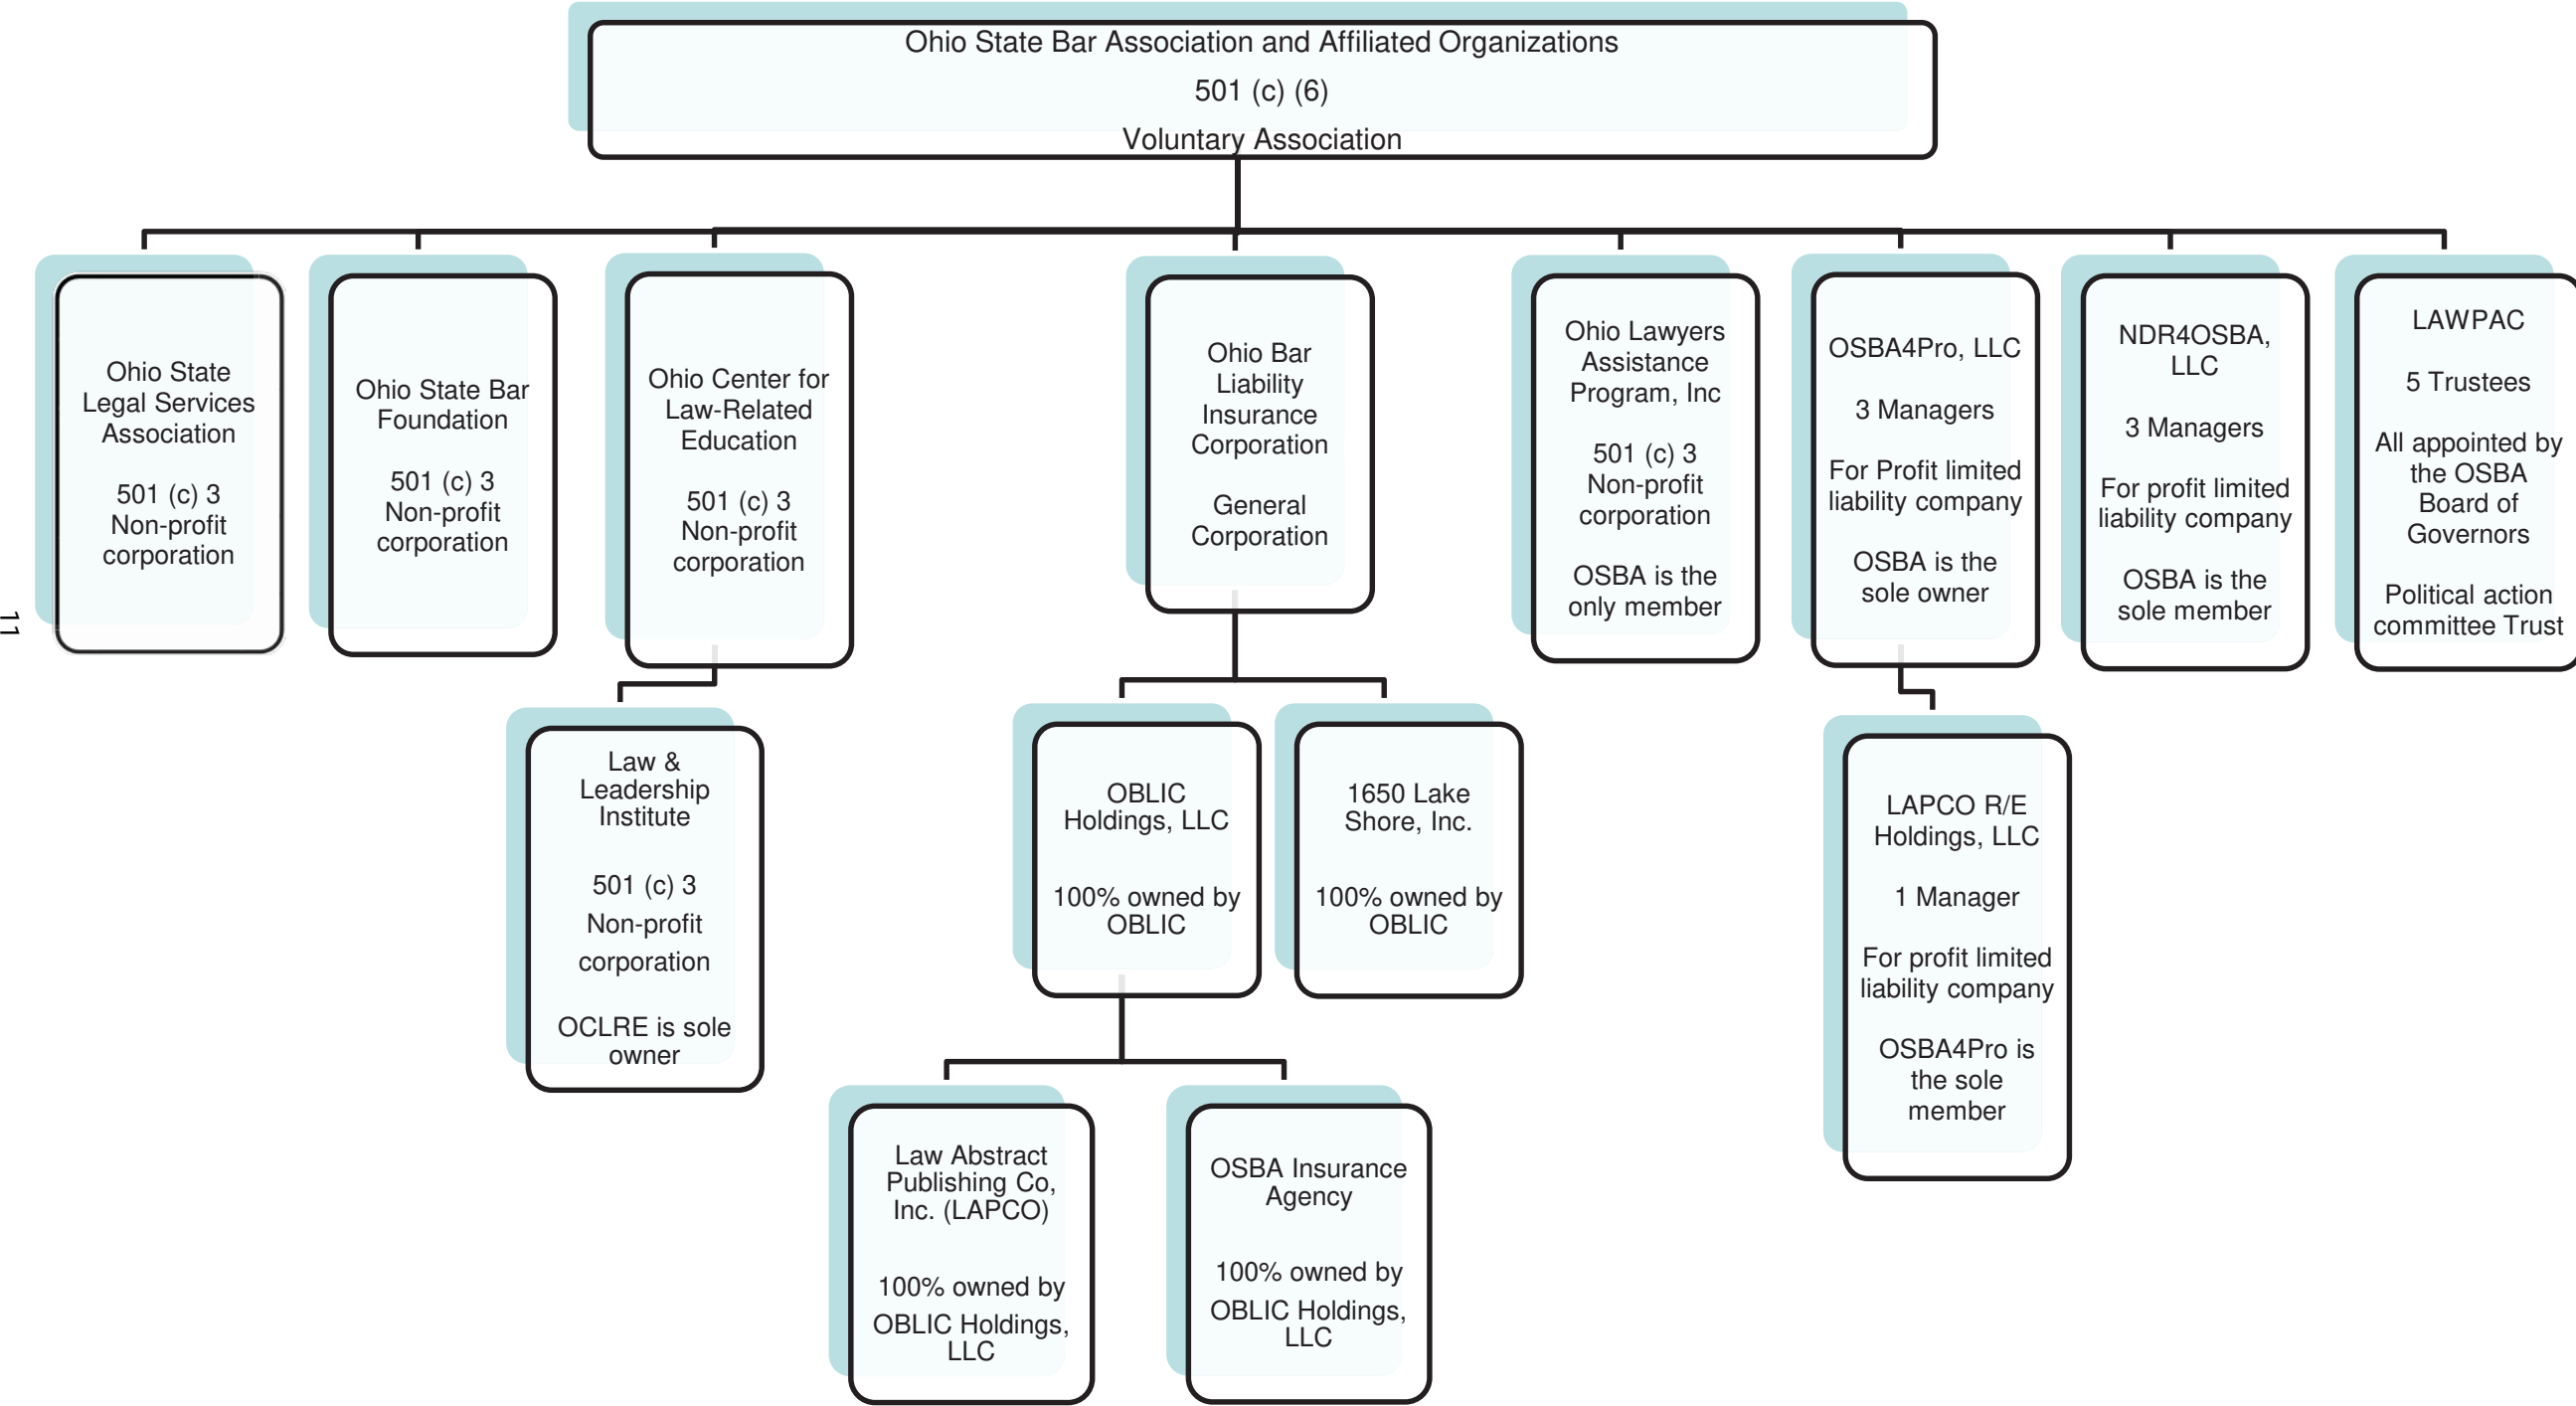 Ohio State Bar Association and Affiliated Organizations
501 (c) (6)
Voluntary Association
Ohio State
Legal Services
Association
501 (c) 3
Non-profit
corporation
Ohio State Bar
Foundation
501 (c) 3
Non-profit
corporation
Ohio Center for
Law-Related
Education
501 (c) 3
Non-profit
corporation
Ohio Bar
Liability
Insurance
Corporation
General
Corporation
Ohio Lawyers
Assistance
Program, Inc
501 (c) 3
Non-profit
corporation
OSBA is the
only member
OSBA4Pro, LLC
3 Managers
For Profit limited
liability company
OSBA is the
sole owner
NDR4OSBA,
LLC
3 Managers
For profit limited
liability company
OSBA is the
sole member
LAWPAC
5 Trustees
All appointed by
the OSBA
Board of
Governors
Political action
committee Trust
11
Law &
Leadership
Institute
501 (c) 3
Non-profit
corporation
OCLRE is sole
owner
OBLIC
Holdings, LLC
100% owned by
OBLIC
1650 Lake
Shore, Inc.
100% owned by
OBLIC
LAPCO R/E
Holdings, LLC
1 Manager
For profit limited
liability company
OSBA4Pro is
the sole
member
Law Abstract
Publishing Co,
Inc. (LAPCO)
100% owned by
OBLIC Holdings,
LLC
OSBA Insurance
Agency
100% owned by
OBLIC Holdings,
LLC